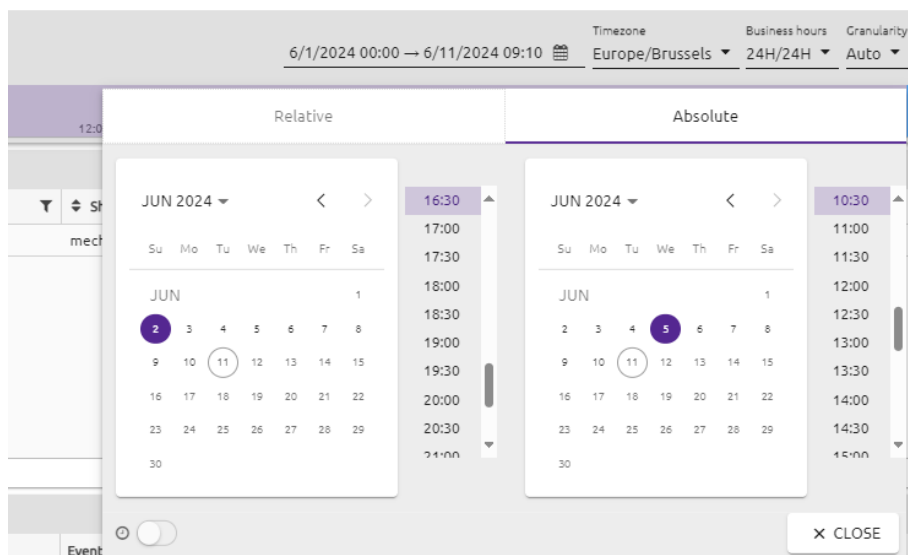 Timezone Business hours Granularity
6/1/2024 00:00 → 6/11/2024 09:10 Europe/Brussels 24H/24H Auto
12:0
Relative Absolute
Sh
mech
JUN 2024
Su Mo Tu We Th Fr Sa
JUN 1
2 3 4 5 6 7 8
9 10 11 12 13 14 15
16 17 18 19 20 21 22
23 24 25 26 27 28 29
30
16:30
17:00
17:30
18:00
18:30
19:00
19:30
20:00
20:30
21:00
JUN 2024
Su Mo Tu We Th Fr Sa
JUN 1
2 3 4 5 6 7 8
9 10 11 12 13 14 15
16 17 18 19 20 21 22
23 24 25 26 27 28 29
30
10:30
11:00
11:30
12:00
12:30
13:00
13:30
14:00
14:30
15:00
× CLOSE
Event